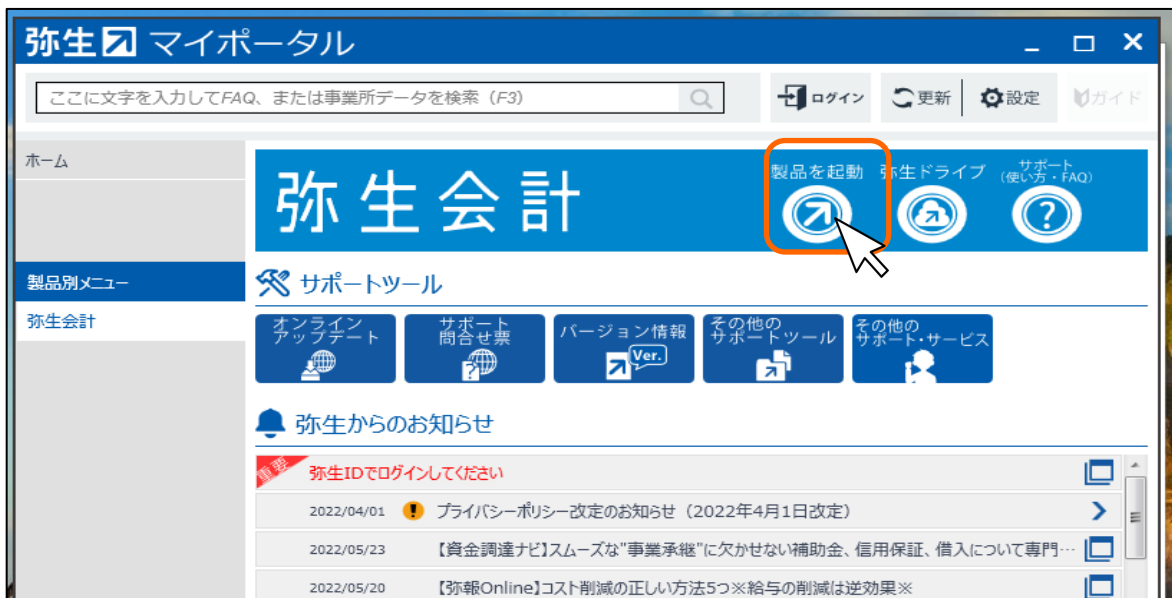 弥生 マイポータル
ここに文字を入力してFAQ、または事業所データを検索（F3）
ログイン
更新
設定
ガイド
ホーム
弥生会計
製品を起動
弥生ドライブ
サポート
(使い方・FAQ)
製品別メニュー
弥生会計
サポートツール
オンライン
アップデート
サポート
問合せ票
バージョン情報
Ver.
その他の
サポートツール
その他の
サポート・サービス
弥生からのお知らせ
重要
弥生IDでログインしてください
2022/04/01 プライバシーポリシー改定のお知らせ（2022年4月1日改定）
2022/05/23 【資金調達ナビ】スムーズな"事業承継"に欠かせない補助金、信用保証、借入について専門…
2022/05/20 【弥報Online】コスト削減の正しい方法5つ※給与の削減は逆効果※